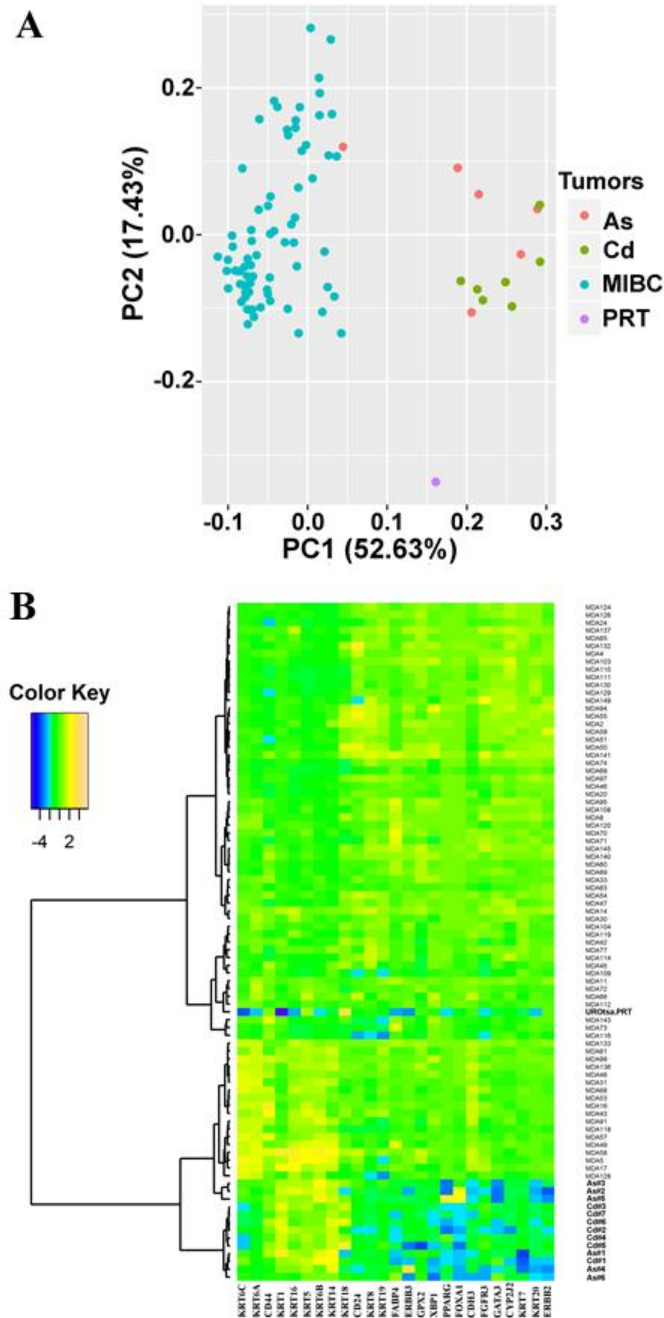 A
0.2
0.0
-0.2
PC2 (17.43%)
-0.1 0.0 0.1 0.2 0.3
PC1 (52.63%)
Tumors
As
Cd
MIBC
PRT
B
Color Key
-4 2
MDA124
MDA128
MDA24
MDA137
MDA85
MDA132
MDA4
MDA103
MDA110
MDA111
MDA130
MDA129
MDA149
MDA94
MDA55
MDA2
MDA59
MDA51
MDA50
MDA141
MDA74
MDA69
MDA97
MDA46
MDA20
MDA95
MDA108
MDA8
MDA120
MDA70
MDA71
MDA145
MDA140
MDA60
MDA89
MDA33
MDA63
MDA54
MDA47
MDA14
MDA30
MDA104
MDA119
MDA42
MDA77
MDA114
MDA45
MDA109
MDA11
MDA72
MDA112
UROtsa.PRT
MDA143
MDA73
MDA116
MDA133
MDA61
MDA136
MDA31
MDA53
MDA16
MDA43
MDA91
MDA118
MDA57
MDA49
MDA58
MDA5
MDA17
As#3
As#2
As#5
Cd#3
Cd#7
Cd#6
Cd#2
Cd#4
Cd#5
As#1
Cd#1
As#4
As#6
KRT6C KRT6A CD44 KRT1 KRT16 KRT5 KRT6B KRT14 KRT18 CD24 KRT8 KRT19 FABP4 ERBB3 GPX2 XBP1 PPARG FOXA1 CDH3 FGFR3 GATA3 CYP2J2 KRT7 KRT20 ERBB2